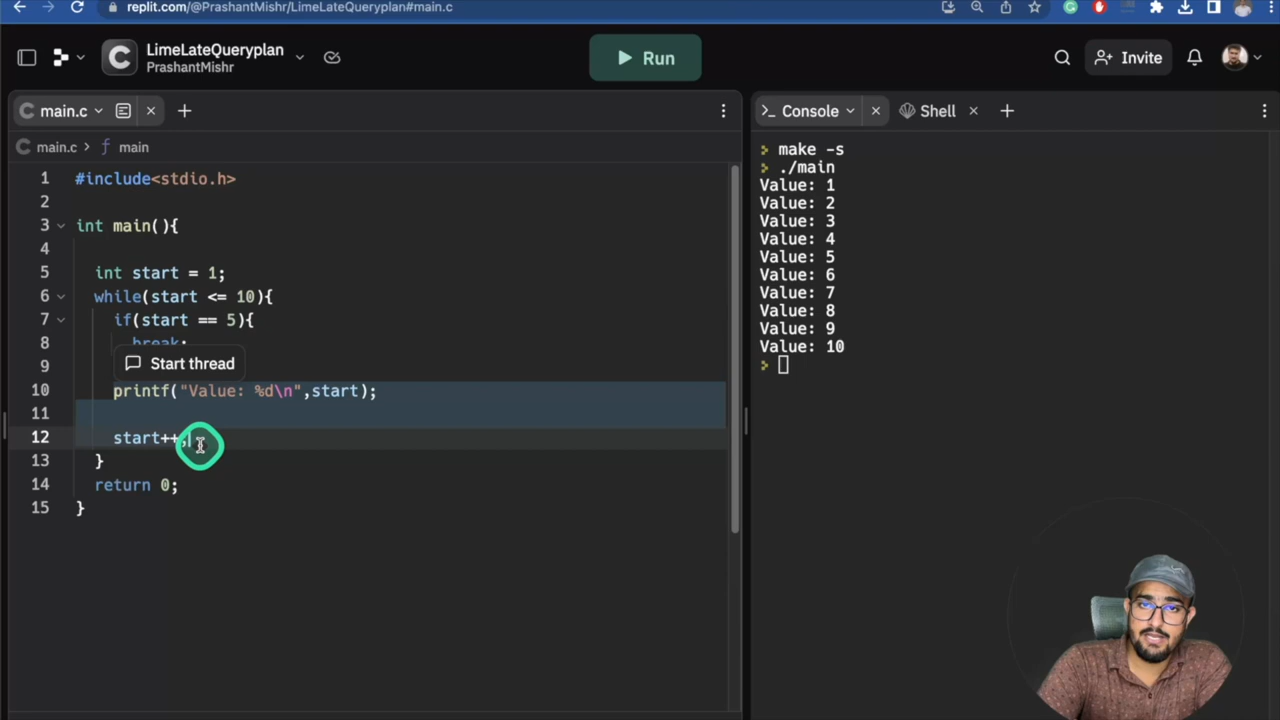 replit.com/@PrashantMishr/LimeLateQueryplan#main.c
LimeLateQueryplan
PrashantMishr
Run
Invite
main.c
Console
Shell
main.c > f main
1 #include<stdio.h>
2
3 int main(){
4
5 int start = 1;
6 while(start <= 10){
7 if(start == 5){
8 break;
9
Start thread
10 printf("Value: %d\n",start);
11
12 start++;
13 }
14 return 0;
15 }
> make -s
> ./main
Value: 1
Value: 2
Value: 3
Value: 4
Value: 5
Value: 6
Value: 7
Value: 8
Value: 9
Value: 10
>